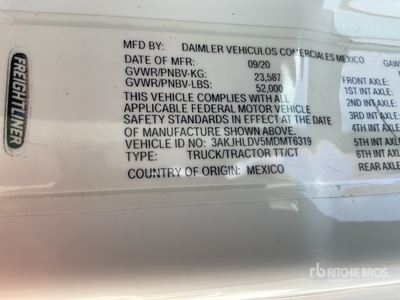 FREIGHTLINER
MFD BY: DAIMLER VEHICULOS COMERCIALES MEXICO
DATE OF MFR: 09/20 GAW
GVWR/PNBV-KG: 23,587
GVWR/PNBV-LBS: 52,000 FRONT AXLE:
THIS VEHICLE COMPLIES WITH ALL 1ST INT AXLE:
APPLICABLE FEDERAL MOTOR VEHICLE 2ND INT AXLE:
SAFETY STANDARDS IN EFFECT AT THE DATE 3RD INT AXLE:
OF MANUFACTURE SHOWN ABOVE. 4TH INT AXLE:
VEHICLE ID NO: 3AKJHLDV5MDMT6319 5TH INT AXLE:
TYPE: TRUCK/TRACTOR TT/CT 6TH INT AXLE:
COUNTRY OF ORIGIN: MEXICO REAR AXLE
rb RITCHIE BROS.